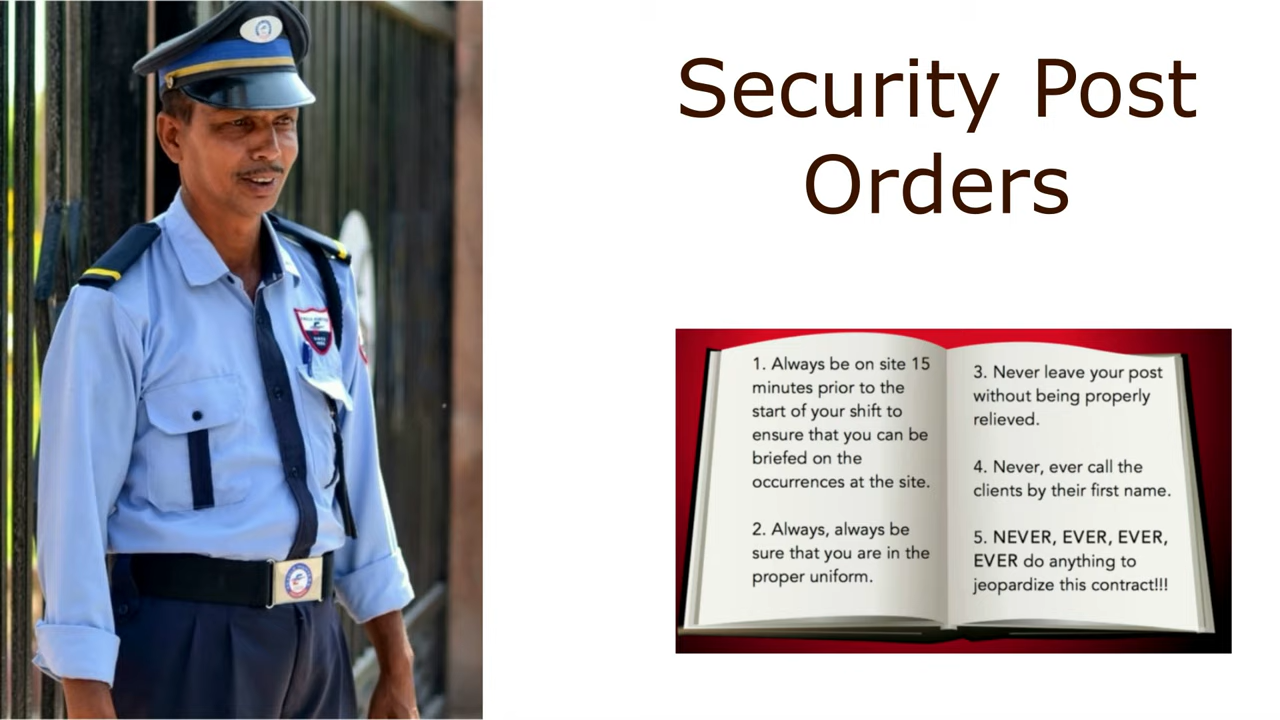 Security Post
Orders
1. Always be on site 15
minutes prior to the
start of your shift to
ensure that you can be
briefed on the
occurrences at the site.
2. Always, always be
sure that you are in the
proper uniform.
3. Never leave your post
without being properly
relieved.
4. Never, ever call the
clients by their first name.
5. NEVER, EVER, EVER,
EVER do anything to
jeopardize this contract!!!